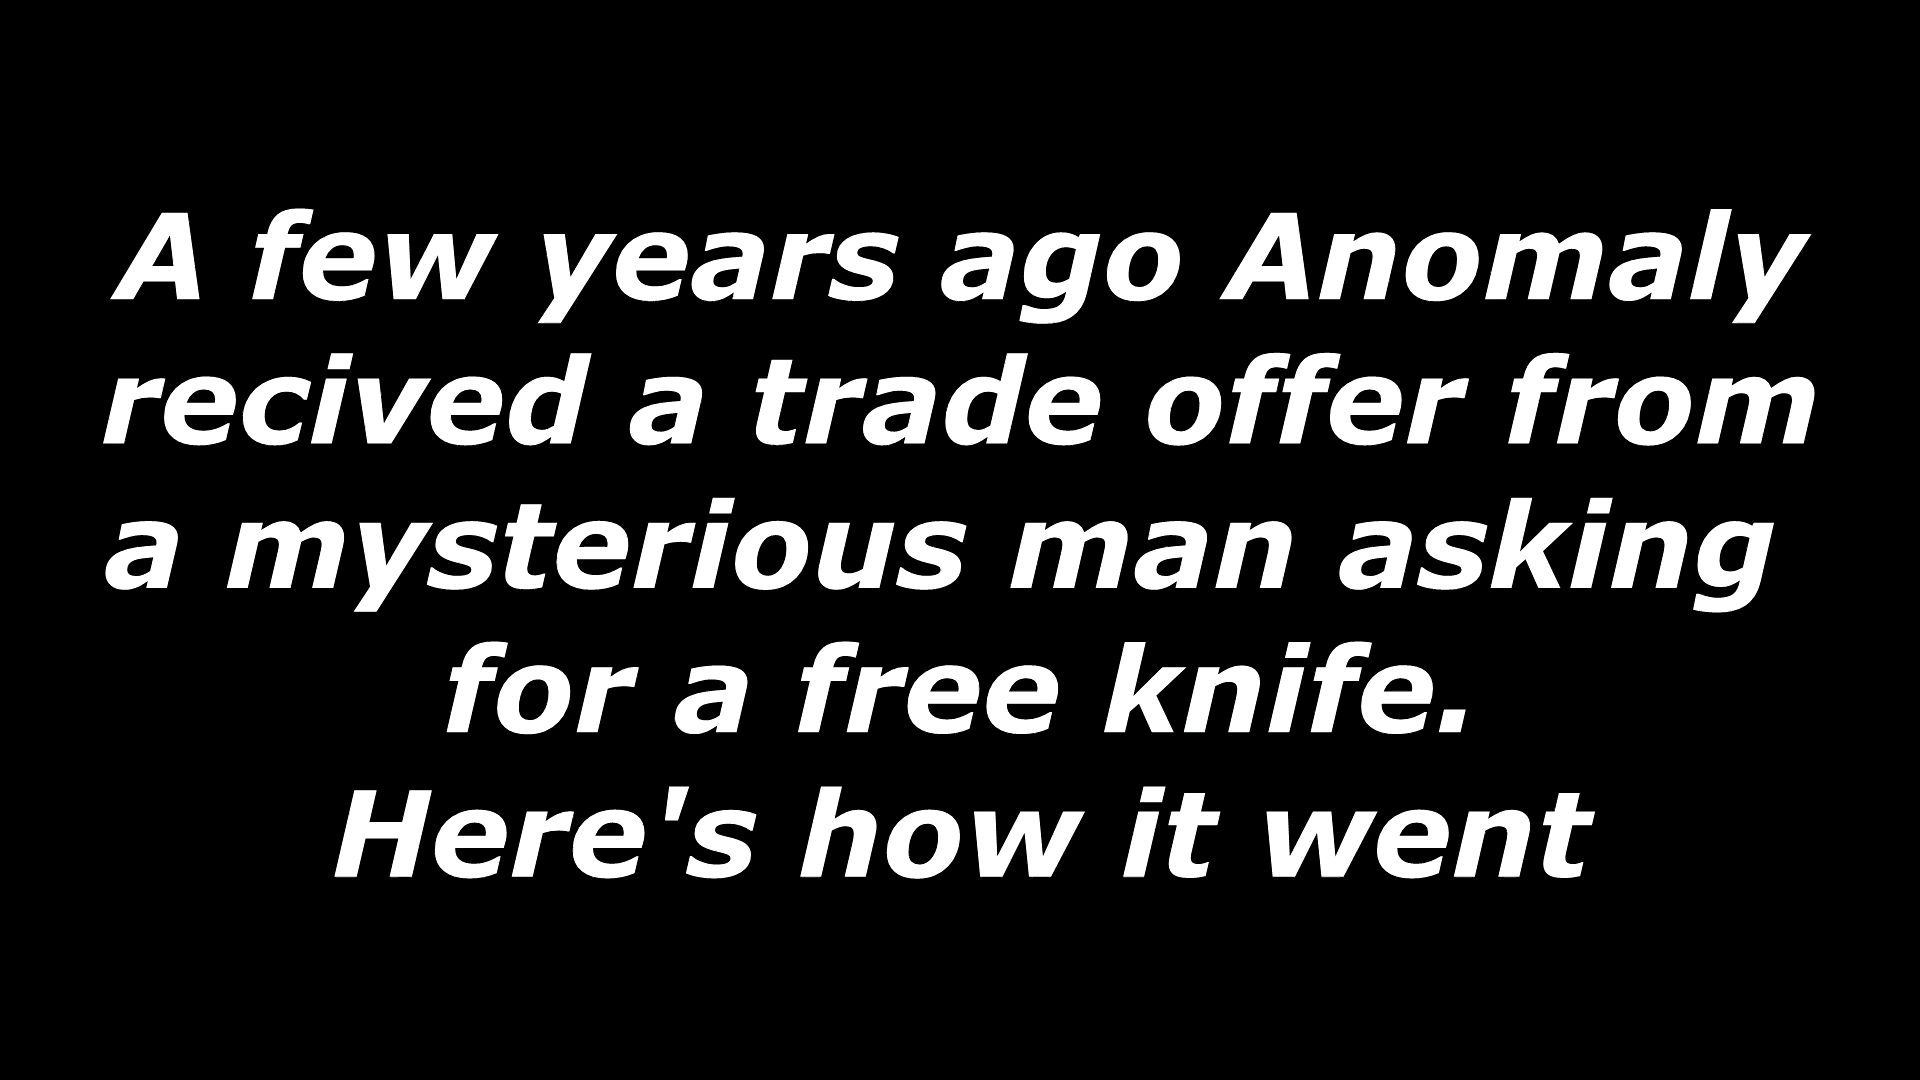 A few years ago Anomaly
recived a trade offer from
a mysterious man asking
for a free knife.
Here's how it went